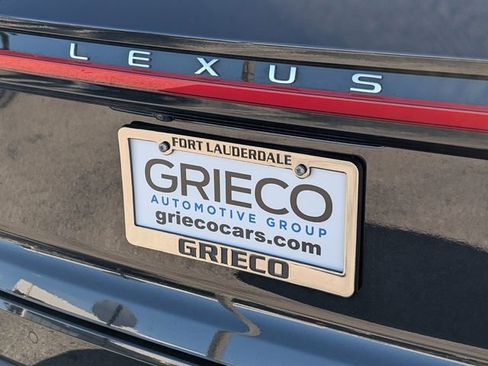 LEXUS
FORT LAUDERDALE
GRIECO
AUTOMOTIVE GROUP
griecocars.com
GRIECO